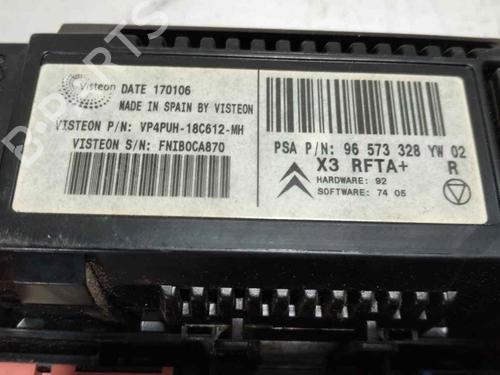 Visteon
DATE 170106
MADE IN SPAIN BY VISTEON
VISTEON P/N: VP4PUH-18C612-MH
VISTEON S/N: FNIB0CA870
PSA P/N: 96 573 328 YW 02
X3 RFTA+ R
HARDWARE: 92
SOFTWARE: 74 05
B-PARTS